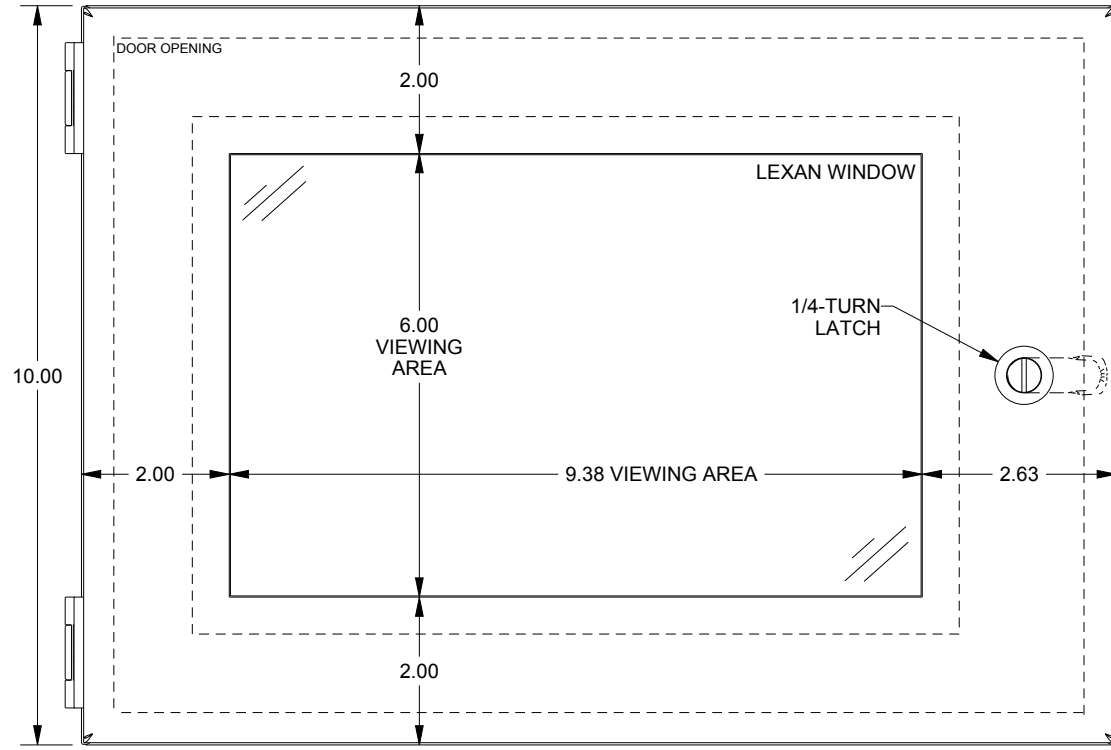 DOOR OPENING
2.00
LEXAN WINDOW
1/4-TURN
LATCH
6.00
VIEWING
AREA
10.00
2.00
9.38 VIEWING AREA
2.63
2.00